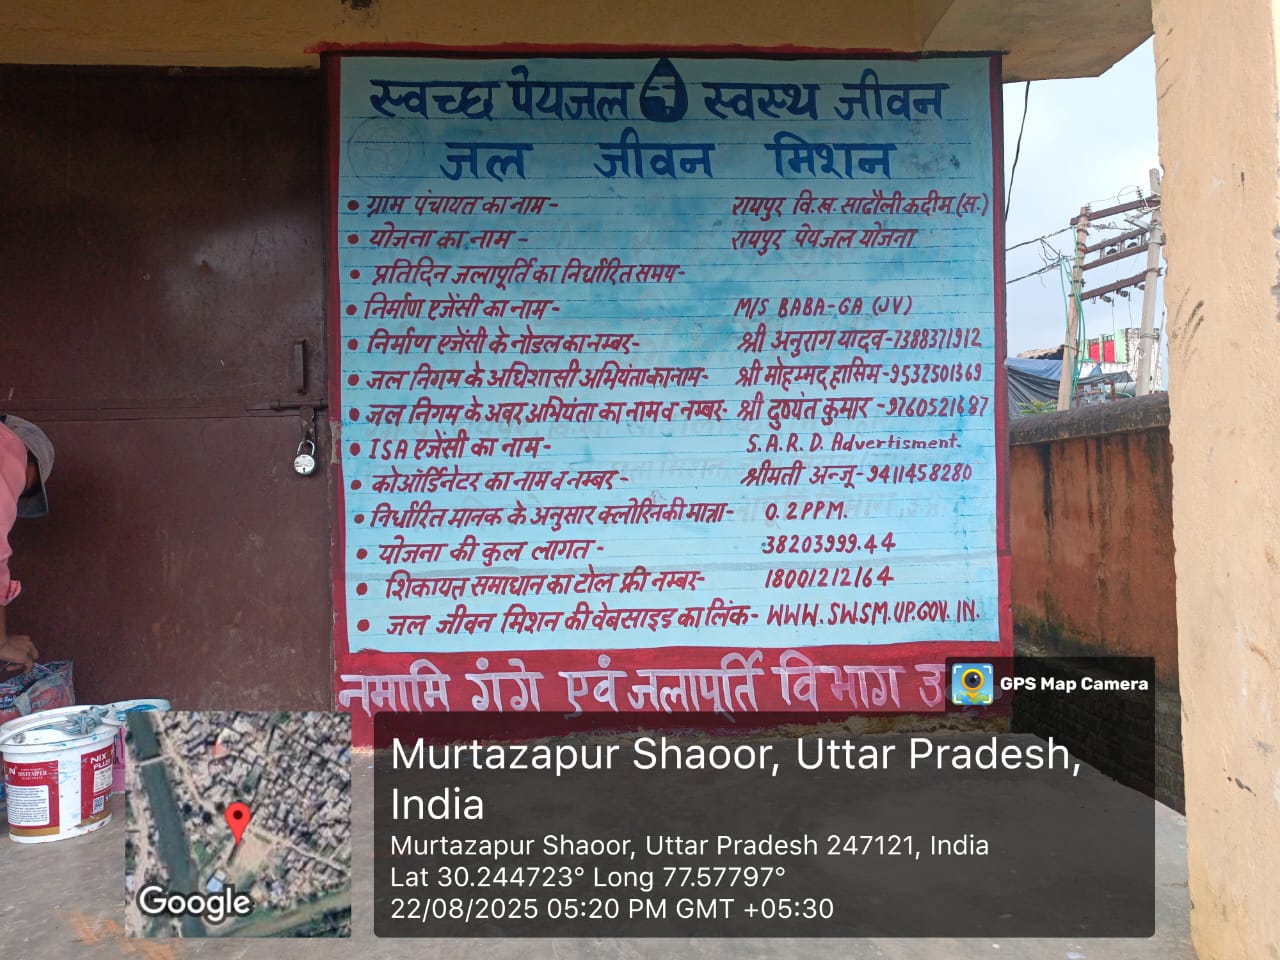 स्वच्छ पेयजल स्वस्थ जीवन
जल जीवन मिशन
• ग्राम पंचायत का नाम - रायपुर वि.ख. साढौली कदीम (स.)
• योजना का नाम - रायपुर पेयजल योजना
• प्रतिदिन जलापूर्ति का निर्धारित समय-
• निर्माण एजेंसी का नाम - M/S BABA-GA (JV)
• निर्माण एजेंसी के नोडल का नम्बर- श्री अनुराग यादव-7388371912
• जल निगम के अधिशासी अभियंता का नाम- श्री मोहम्मद हासिम-9532501369
• जल निगम के अवर अभियंता का नाम व नम्बर- श्री दुष्यंत कुमार -9760521687
• ISA एजेंसी का नाम- S.A.R.D. Advertisment.
• कोऑर्डिनेटर का नाम व नम्बर- श्रीमती अन्जू-9411458280
• निर्धारित मानक के अनुसार क्लोरिन की मात्रा- 0.2PPM.
• योजना की कुल लागत - 38203999.44
• शिकायत समाधान का टोल फ्री नम्बर- 18001212164
• जल जीवन मिशन की वेबसाइड का लिंक- WWW.SWSM.UP.GOV.IN.
नमामि गंगे एवं जलापूर्ति विभाग
GPS Map Camera
NIX
DISTEMPER
Google
Murtazapur Shaoor, Uttar Pradesh,
India
Murtazapur Shaoor, Uttar Pradesh 247121, India
Lat 30.244723° Long 77.57797°
22/08/2025 05:20 PM GMT +05:30